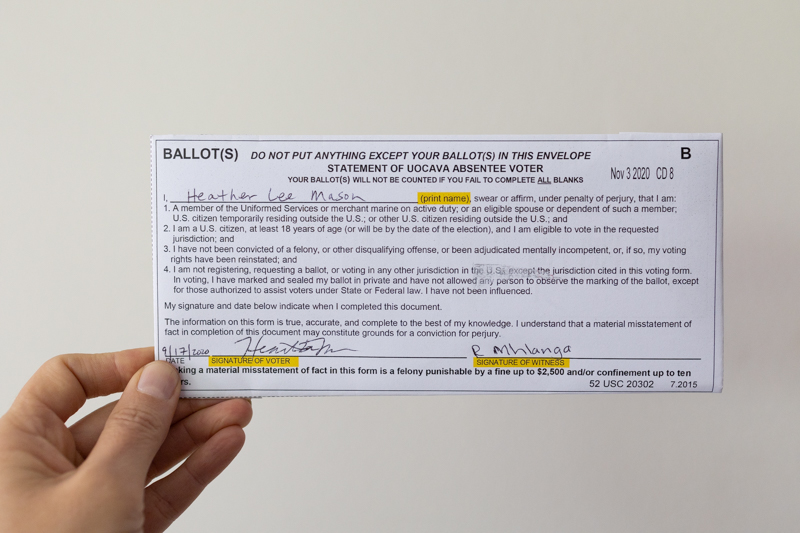 BALLOT(S) DO NOT PUT ANYTHING EXCEPT YOUR BALLOT(S) IN THIS ENVELOPE B
STATEMENT OF UOCAVA ABSENTEE VOTER
Nov 3 2020 CD 8
YOUR BALLOT(S) WILL NOT BE COUNTED IF YOU FAIL TO COMPLETE ALL BLANKS
I, Heather Lee Mason (print name), swear or affirm, under penalty of perjury, that I am:
1. A member of the Uniformed Services or merchant marine on active duty; or an eligible spouse or dependent of such a member;
U.S. citizen temporarily residing outside the U.S.; or other U.S. citizen residing outside the U.S.; and
2. I am a U.S. citizen, at least 18 years of age (or will be by the date of the election), and I am eligible to vote in the requested
jurisdiction; and
3. I have not been convicted of a felony, or other disqualifying offense, or been adjudicated mentally incompetent, or, if so, my voting
rights have been reinstated; and
4. I am not registering, requesting a ballot, or voting in any other jurisdiction in the U.S. except the jurisdiction cited in this voting form.
In voting, I have marked and sealed my ballot in private and have not allowed any person to observe the marking of the ballot, except
for those authorized to assist voters under State or Federal law. I have not been influenced.
My signature and date below indicate when I completed this document.
The information on this form is true, accurate, and complete to the best of my knowledge. I understand that a material misstatement of
fact in completion of this document may constitute grounds for a conviction for perjury.
9/17/2020 R Mhlanga
DATE SIGNATURE OF VOTER SIGNATURE OF WITNESS
king a material misstatement of fact in this form is a felony punishable by a fine up to $2,500 and/or confinement up to ten
rs. 52 USC 20302 7.2015